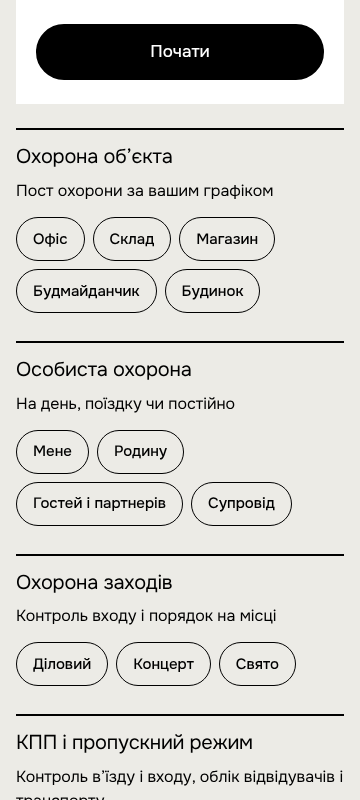 Почати
Охорона об’єкта
Пост охорони за вашим графіком
Офіс Склад Магазин
Будмайданчик Будинок
Особиста охорона
На день, поїздку чи постійно
Мене Родину
Гостей і партнерів Супровід
Охорона заходів
Контроль входу і порядок на місці
Діловий Концерт Свято
КПП і пропускний режим
Контроль в’їзду і входу, облік відвідувачів і
транспорту